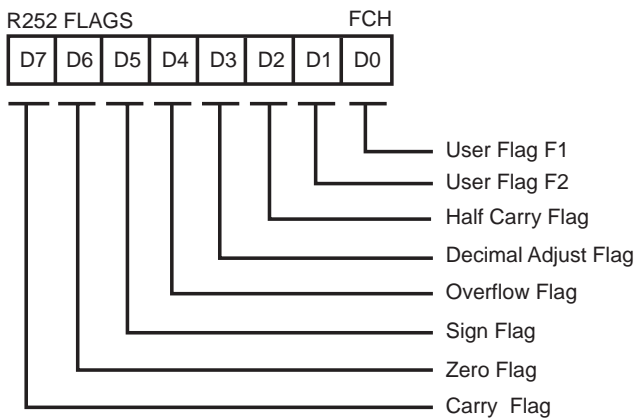 R252 FLAGS FCH
D7 D6 D5 D4 D3 D2 D1 D0
User Flag F1
User Flag F2
Half Carry Flag
Decimal Adjust Flag
Overflow Flag
Sign Flag
Zero Flag
Carry Flag